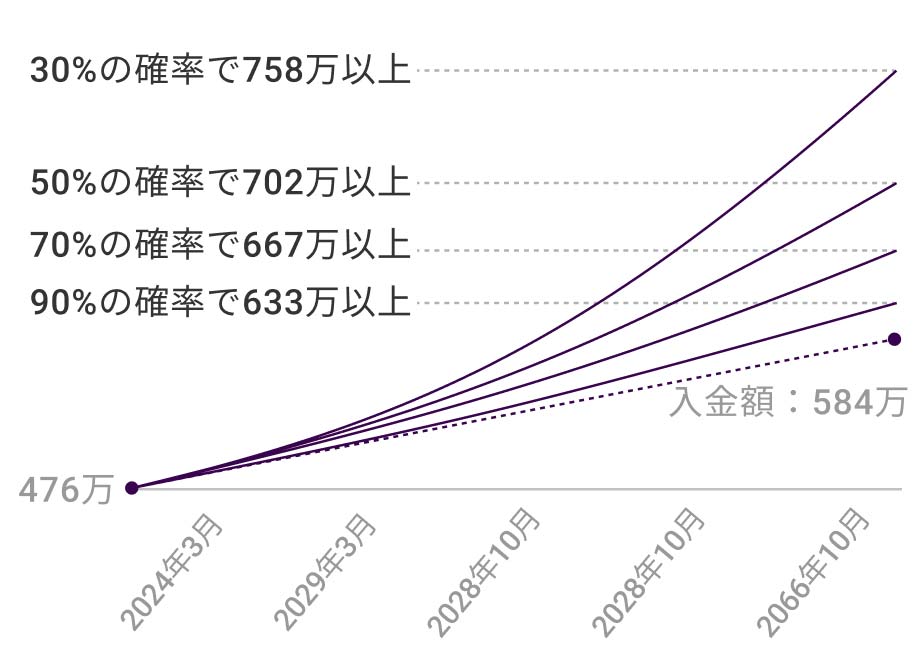 30%の確率で758万以上
50%の確率で702万以上
70%の確率で667万以上
90%の確率で633万以上
入金額：584万
476万
2024年3月
2029年3月
2028年10月
2028年10月
2066年10月